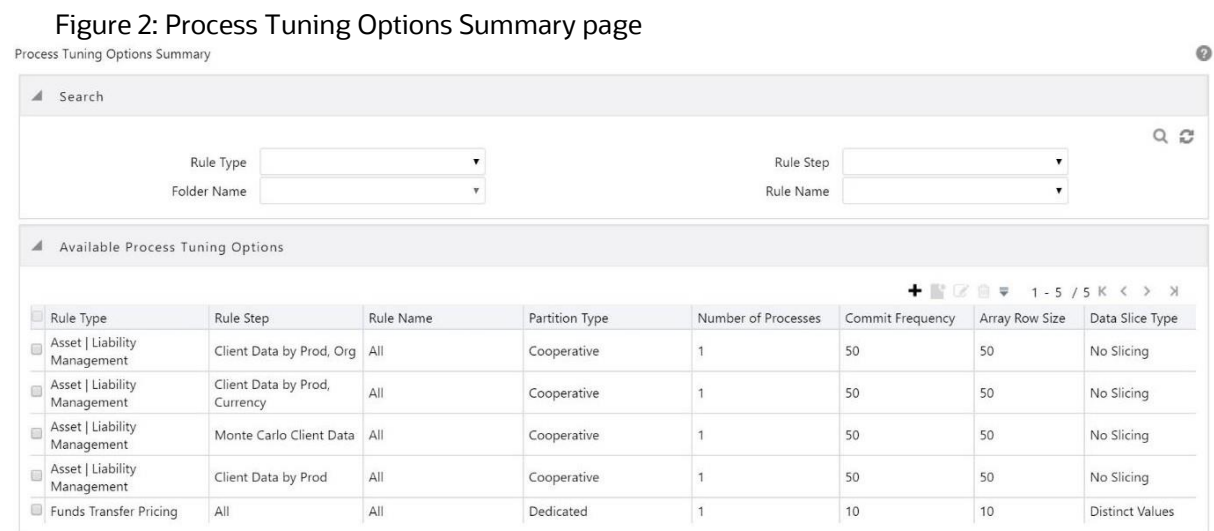 Figure 2: Process Tuning Options Summary page
Process Tuning Options Summary
?
Search
Rule Type
Rule Step
Folder Name
Rule Name
Available Process Tuning Options
1 - 5 / 5
Rule Type Rule Step Rule Name Partition Type Number of Processes Commit Frequency Array Row Size Data Slice Type
Asset | Liability Management Client Data by Prod, Org All Cooperative 1 50 50 No Slicing
Asset | Liability Management Client Data by Prod, Currency All Cooperative 1 50 50 No Slicing
Asset | Liability Management Monte Carlo Client Data All Cooperative 1 50 50 No Slicing
Asset | Liability Management Client Data by Prod All Cooperative 1 50 50 No Slicing
Funds Transfer Pricing All All Dedicated 1 10 10 Distinct Values